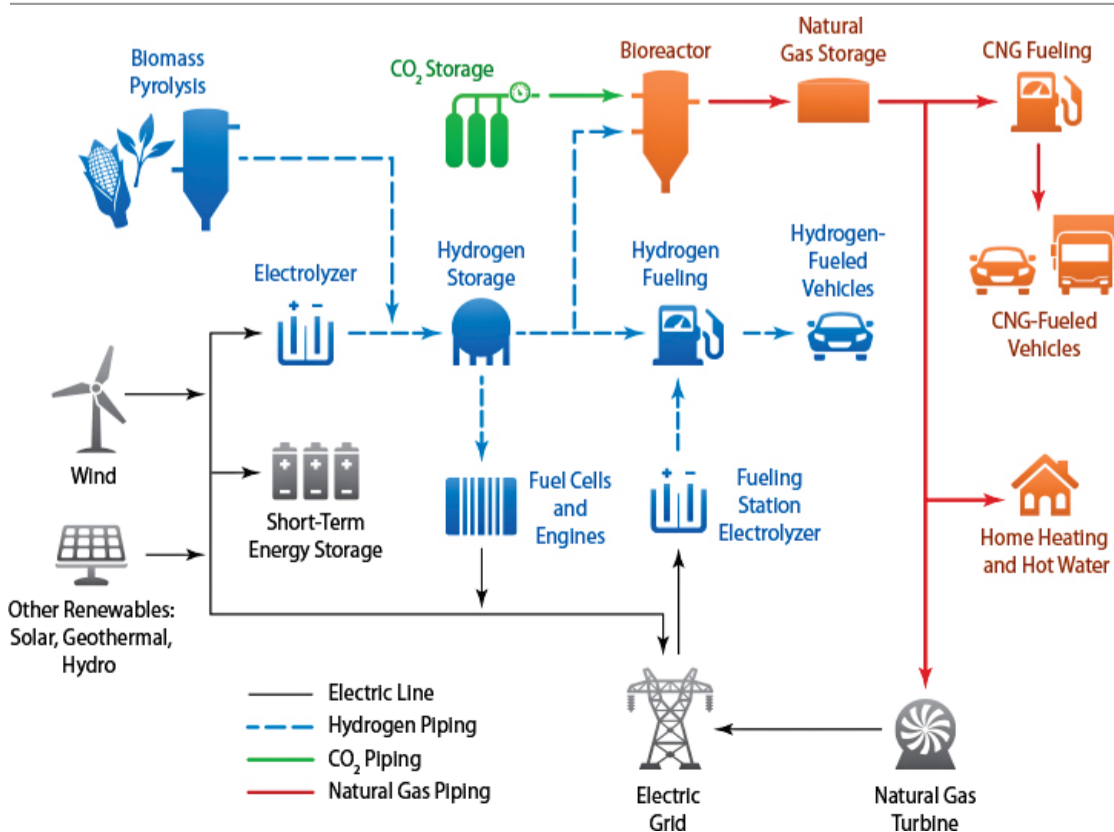 Biomass
Pyrolysis
CO₂ Storage
Bioreactor
Natural
Gas Storage
CNG Fueling
Electrolyzer
Hydrogen
Storage
Hydrogen
Fueling
Hydrogen-
Fueled
Vehicles
CNG-Fueled
Vehicles
Wind
Short-Term
Energy Storage
Fuel Cells
and
Engines
Fueling
Station
Electrolyzer
Home Heating
and Hot Water
Other Renewables:
Solar, Geothermal,
Hydro
Electric Line
Hydrogen Piping
CO₂ Piping
Natural Gas Piping
Electric
Grid
Natural Gas
Turbine